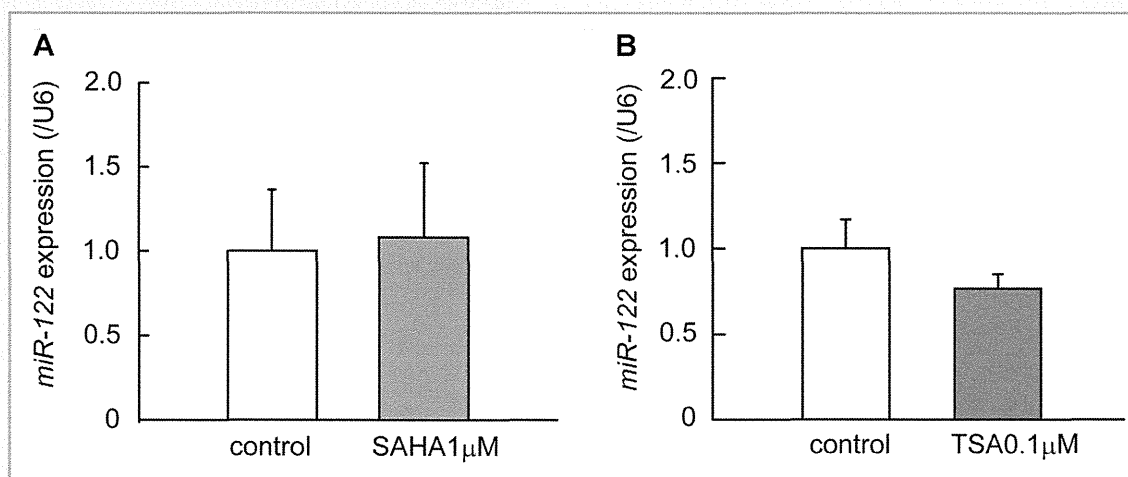 A
miR-122 expression (/U6)
2.0
1.5
1.0
0.5
0
control SAHA1μM
B
miR-122 expression (/U6)
2.0
1.5
1.0
0.5
0
control TSA0.1μM